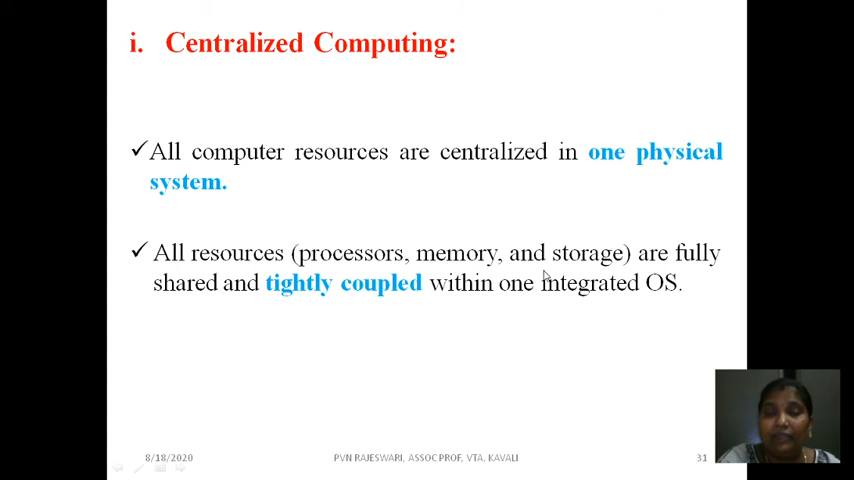 i. Centralized Computing:
✓All computer resources are centralized in one physical
system.
✓ All resources (processors, memory, and storage) are fully
shared and tightly coupled within one integrated OS.
8/18/2020 PVN RAJESWARI, ASSOC PROF, VTA, KAVALI 31